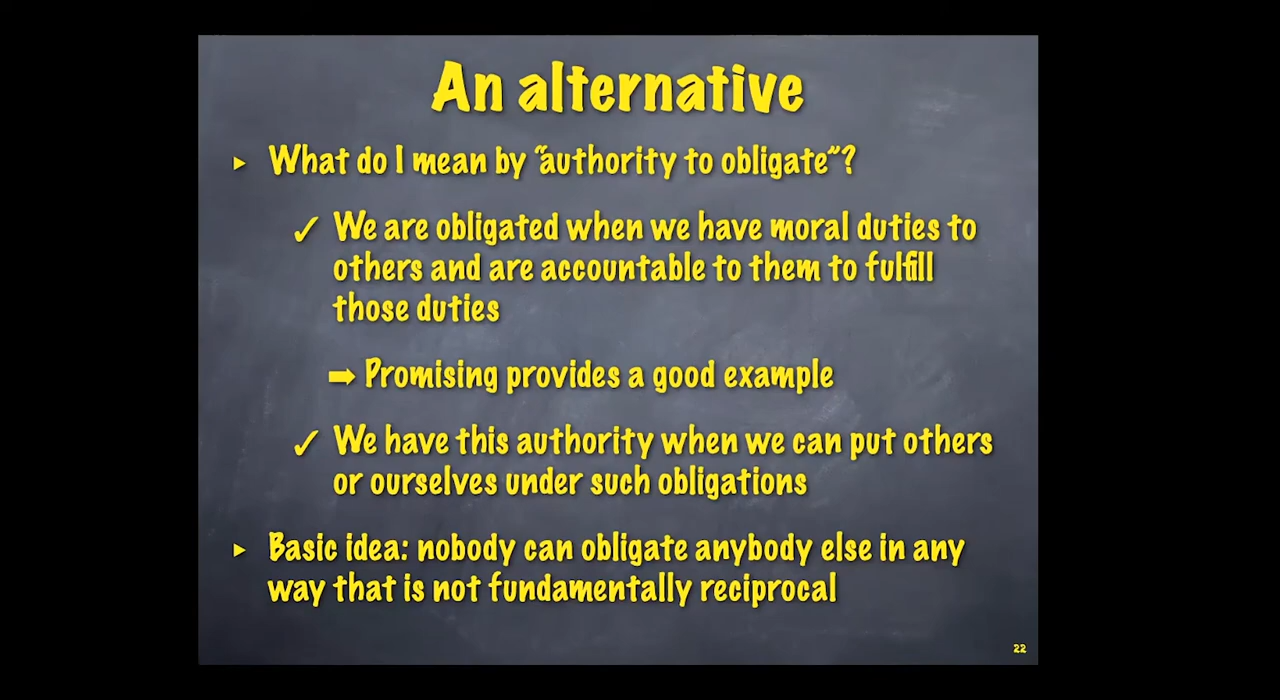 An alternative
▸ What do I mean by “authority to obligate”?
✓ We are obligated when we have moral duties to
others and are accountable to them to fulfill
those duties
➡ Promising provides a good example
✓ We have this authority when we can put others
or ourselves under such obligations
▸ Basic idea: nobody can obligate anybody else in any
way that is not fundamentally reciprocal
22